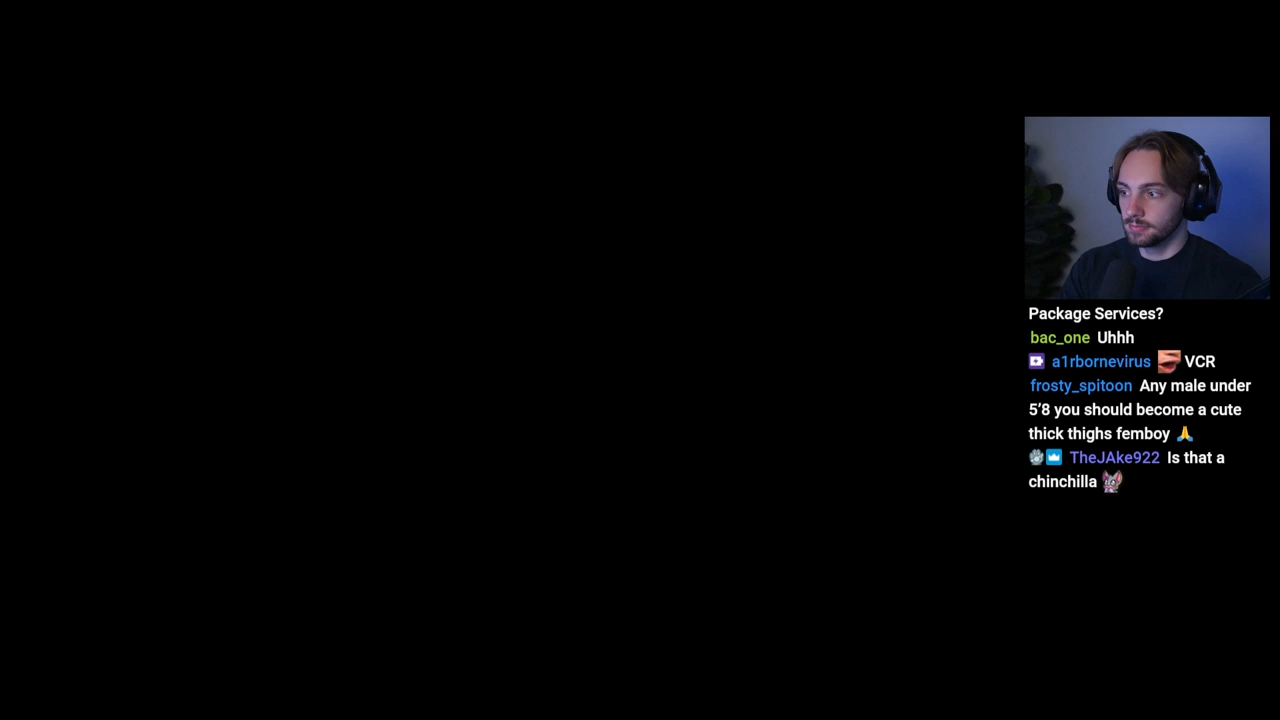 Package Services?
bac_one Uhhh
a1rbornevirus VCR
frosty_spitoon Any male under
5'8 you should become a cute
thick thighs femboy 🙏
TheJAke922 Is that a
chinchilla